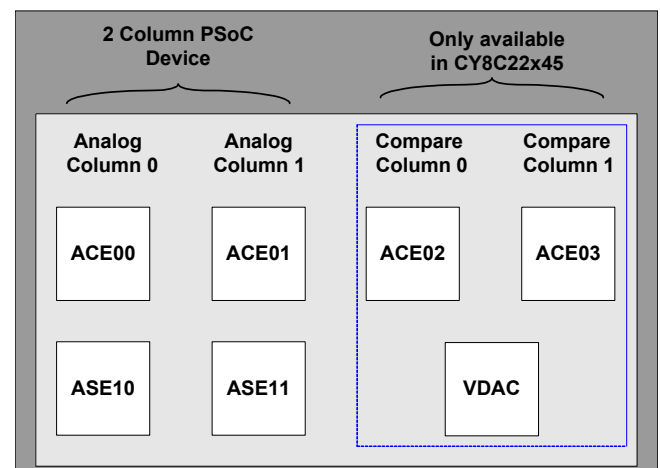 2 Column PSoC
Device
Only available
in CY8C22x45
Analog
Column 0
Analog
Column 1
Compare
Column 0
Compare
Column 1
ACE00
ACE01
ACE02
ACE03
ASE10
ASE11
VDAC